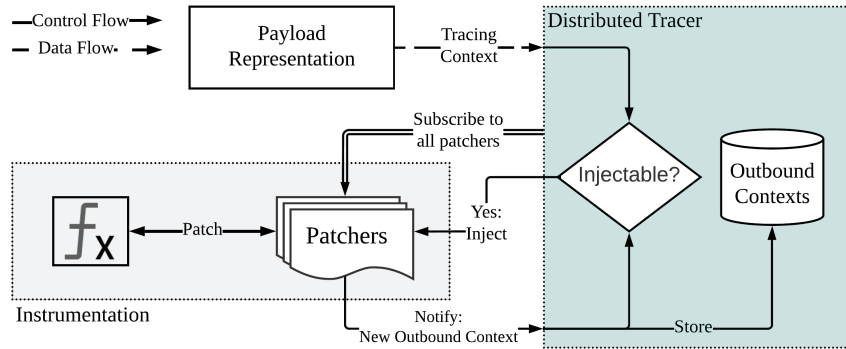 Control Flow
Data Flow
Payload
Representation
Tracing
Context
Distributed Tracer
Subscribe to
all patchers
Injectable?
Outbound
Contexts
fx
Patch
Patchers
Yes:
Inject
Instrumentation
Notify:
New Outbound Context
Store